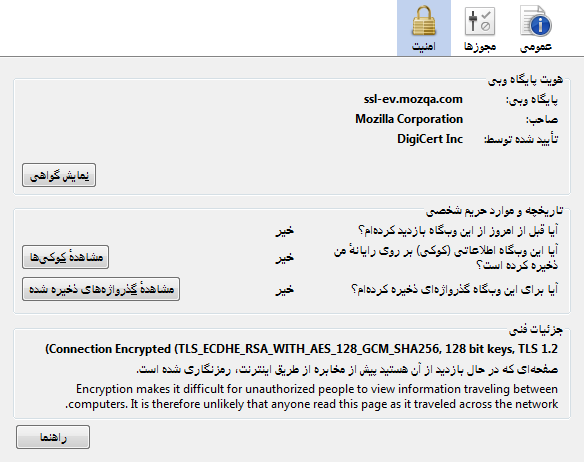 عمومی
مجوزها
امنیت
هویت پایگاه وبی
پایگاه وبی: ssl-ev.mozqa.com
صاحب: Mozilla Corporation
تأیید شده توسط: DigiCert Inc
نمایش گواهی
تاریخچه و موارد حریم شخصی
آیا قبل از امروز از این وبگاه بازدید کرده‌ام؟ خیر
آیا این وبگاه اطلاعاتی (کوکی) بر روی رایانهٔ من
ذخیره کرده است؟ خیر
مشاهدهٔ کوکی‌ها
آیا برای این وبگاه گذرواژه‌ای ذخیره کرده‌ام؟ خیر
مشاهدهٔ گذرواژه‌های ذخیره شده
جزئیات فنی
(Connection Encrypted (TLS_ECDHE_RSA_WITH_AES_128_GCM_SHA256, 128 bit keys, TLS 1.2
صفحه‌ای که در حال بازدید از آن هستید پیش از مخابره از طریق اینترنت، رمزنگاری شده است.
Encryption makes it difficult for unauthorized people to view information traveling between
.computers. It is therefore unlikely that anyone read this page as it traveled across the network
راهنما